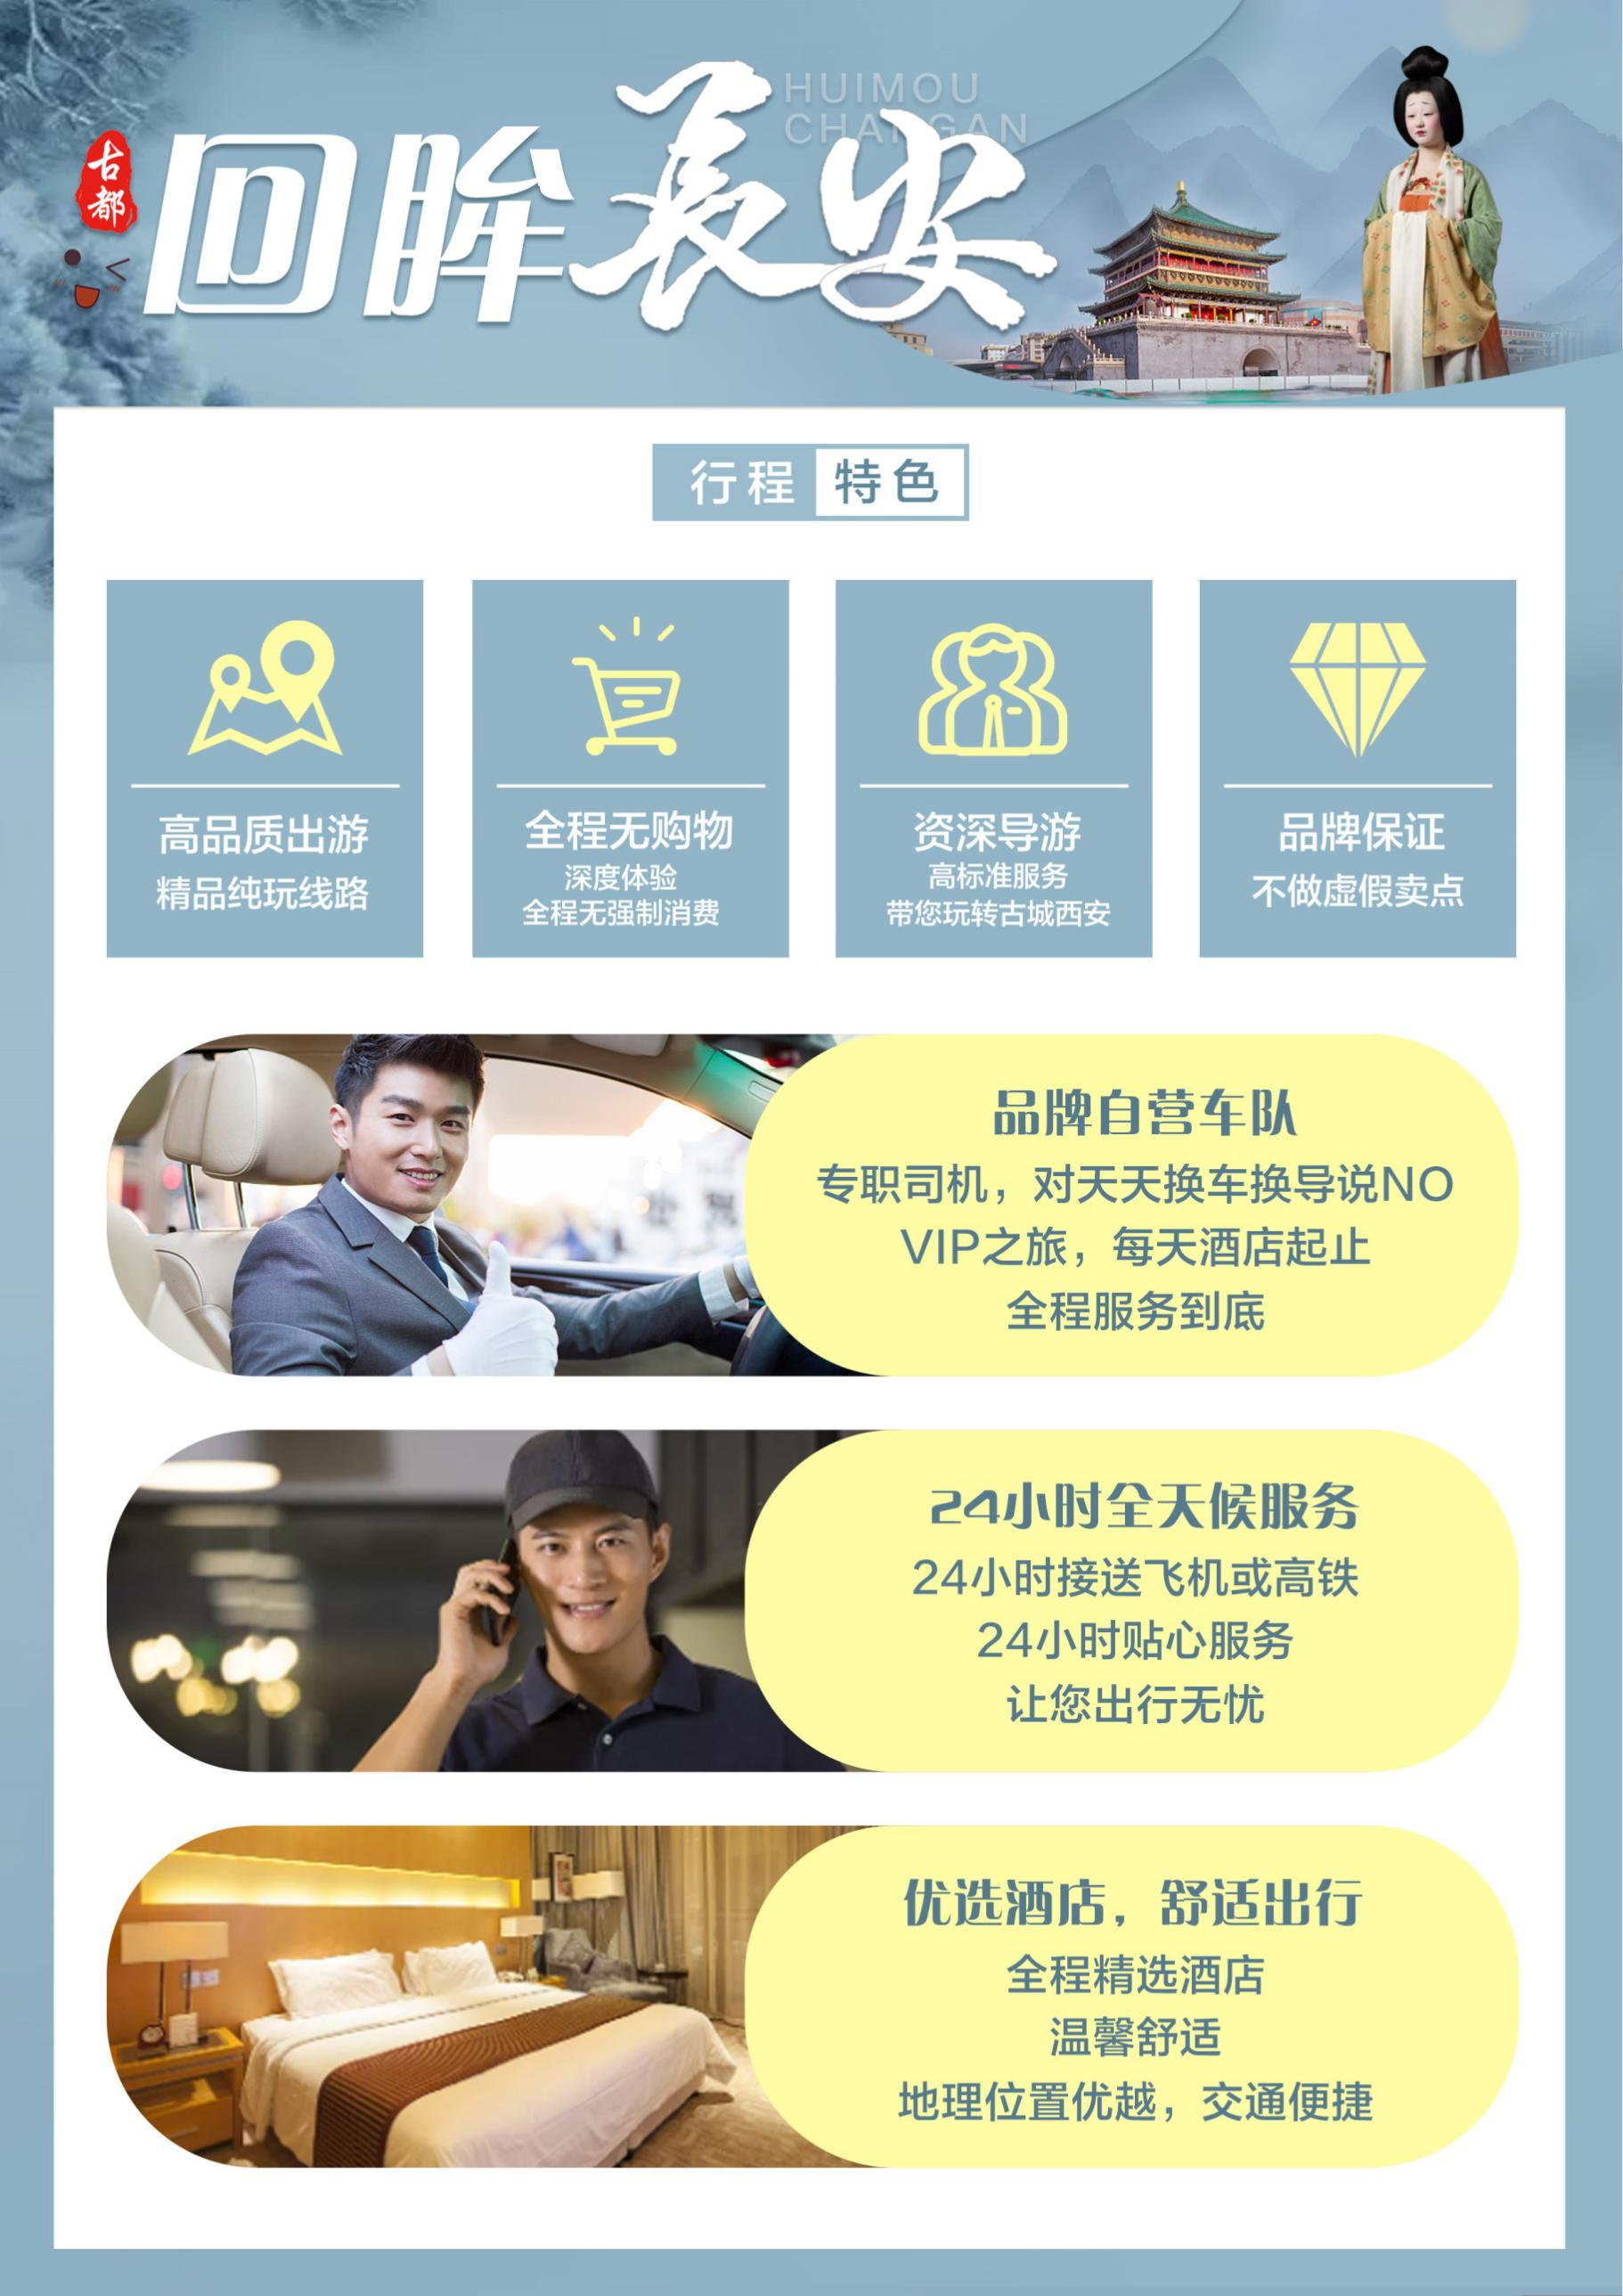 HUIMOU
CHANGAN
古都
回眸长安
行程特色
高品质出游
精品纯玩线路
全程无购物
深度体验
全程无强制消费
资深导游
高标准服务
带您玩转古城西安
品牌保证
不做虚假卖点
品牌自营车队
专职司机，对天天换车换导说NO
VIP之旅，每天酒店起止
全程服务到底
24小时全天候服务
24小时接送飞机或高铁
24小时贴心服务
让您出行无忧
优选酒店，舒适出行
全程精选酒店
温馨舒适
地理位置优越，交通便捷